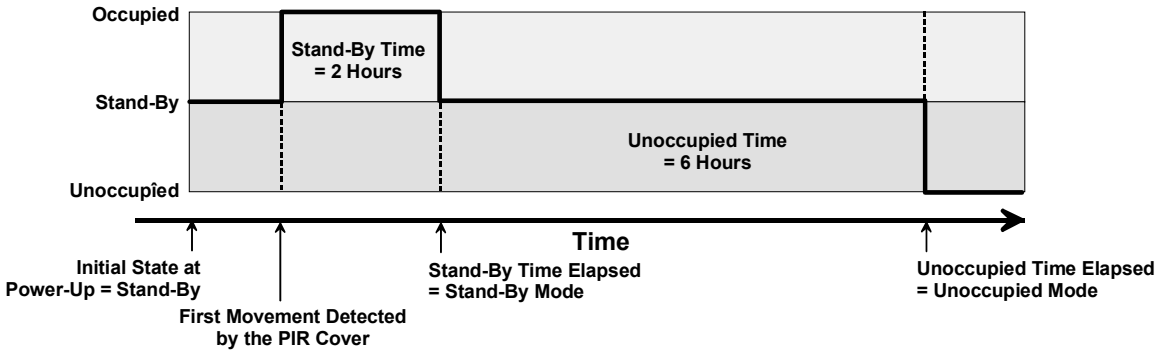 Occupied
Stand-By Time
= 2 Hours
Stand-By
Unoccupied Time
= 6 Hours
Unoccupîed
Time
Initial State at
Power-Up = Stand-By
First Movement Detected
by the PIR Cover
Stand-By Time Elapsed
= Stand-By Mode
Unoccupied Time Elapsed
= Unoccupied Mode